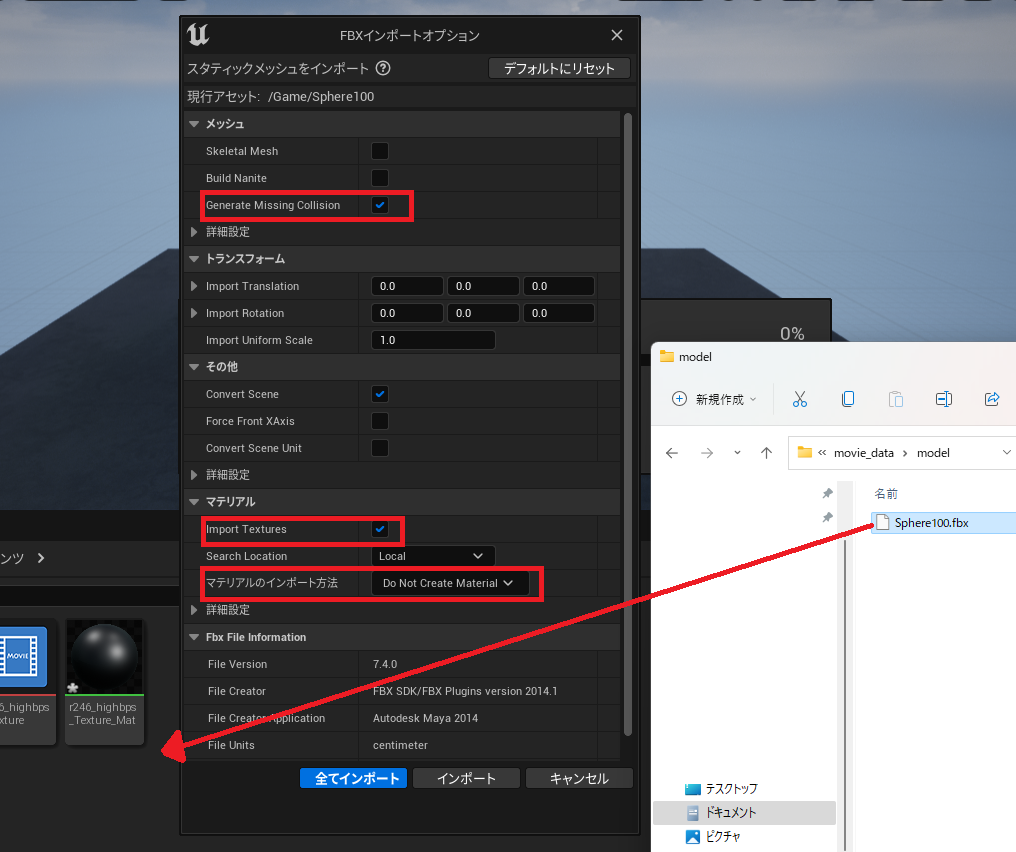 FBXインポートオプション
スタティックメッシュをインポート
デフォルトにリセット
現行アセット: /Game/Sphere100
メッシュ
Skeletal Mesh
Build Nanite
Generate Missing Collision
詳細設定
トランスフォーム
Import Translation 0.0 0.0 0.0
Import Rotation 0.0 0.0 0.0
Import Uniform Scale 1.0
その他
Convert Scene
Force Front XAxis
Convert Scene Unit
詳細設定
マテリアル
Import Textures
Search Location Local
マテリアルのインポート方法 Do Not Create Material
詳細設定
Fbx File Information
File Version 7.4.0
File Creator FBX SDK/FBX Plugins version 2014.1
File Creator Application Autodesk Maya 2014
File Units centimeter
全てインポート インポート キャンセル
0%
model
新規作成
« movie_data › model
名前
Sphere100.fbx
デスクトップ
ドキュメント
ピクチャ
ンツ
MOVIE
6_highbps
xture
r246_highbps
_Texture_Mat